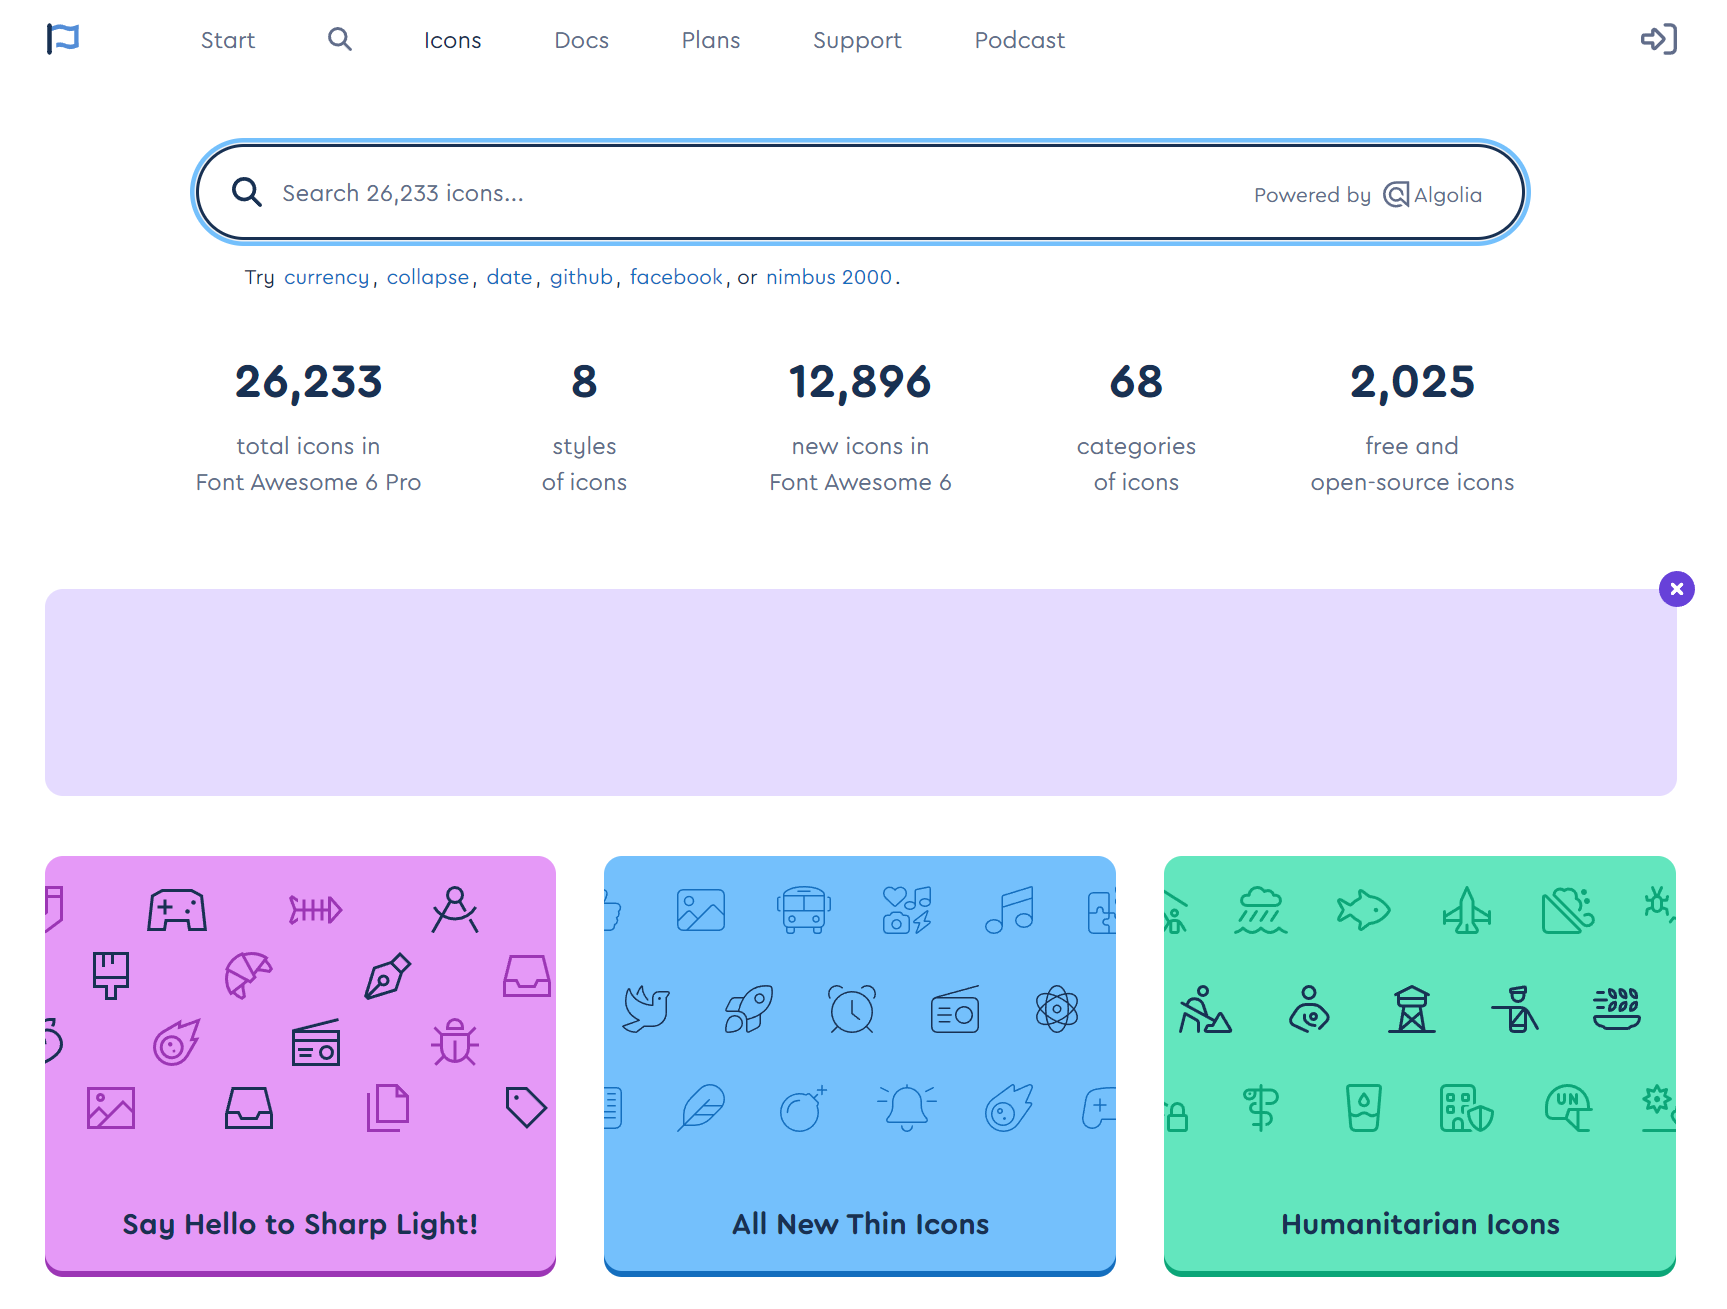 Start Icons Docs Plans Support Podcast
Search 26,233 icons...
Powered by Algolia
Try currency, collapse, date, github, facebook, or nimbus 2000.
26,233 8 12,896 68 2,025
total icons in styles new icons in categories free and
Font Awesome 6 Pro of icons Font Awesome 6 of icons open-source icons
UN
Say Hello to Sharp Light! All New Thin Icons Humanitarian Icons